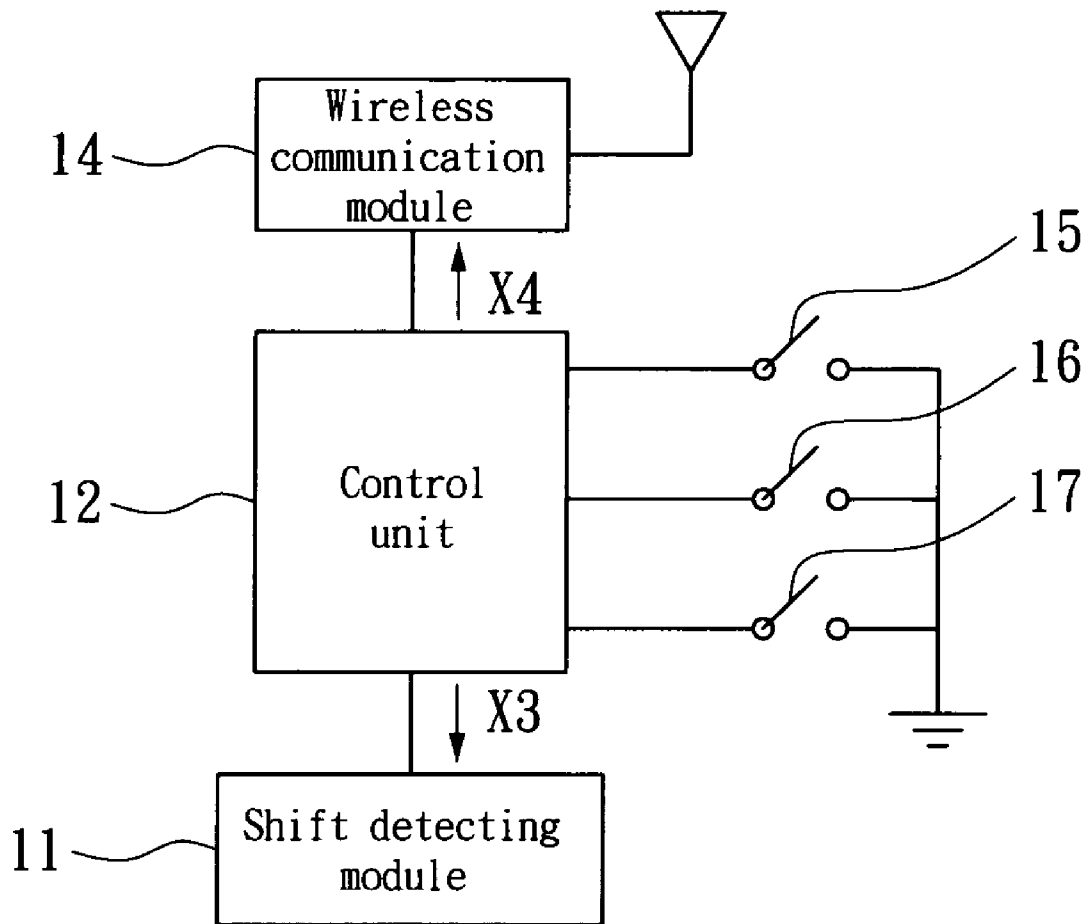 Wireless
communication
module
14
15
X4
16
Control
unit
12
17
X3
Shift detecting
module
11